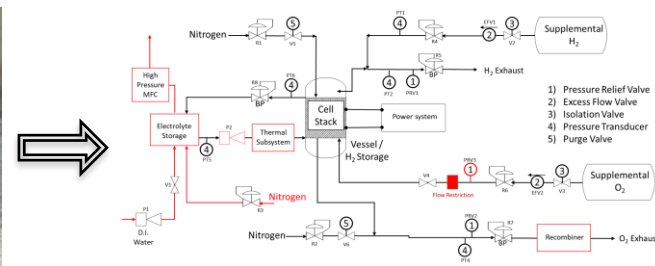 Nitrogen
5
R1
V5
PT1
4
R4
EFV1
2
3
V2
Supplemental
H2
R5
BP
4
PT2
1
PRV1
H2 Exhaust
High
Pressure
MFC
R8
BP
PT6
4
Cell
Stack
Power system
1) Pressure Relief Valve
2) Excess Flow Valve
3) Isolation Valve
4) Pressure Transducer
5) Purge Valve
Electrolyte
Storage
4
PT5
P2
Thermal
Subsystem
Vessel /
H2 Storage
V1
P1
D.I.
Water
R3
Nitrogen
V4
Flow Restriction
PRV3
1
R6
2
EFV2
3
V3
Supplemental
O2
Nitrogen
R2
5
V6
PRV2
1
4
PT4
R7
BP
Recombiner
O2 Exhaus